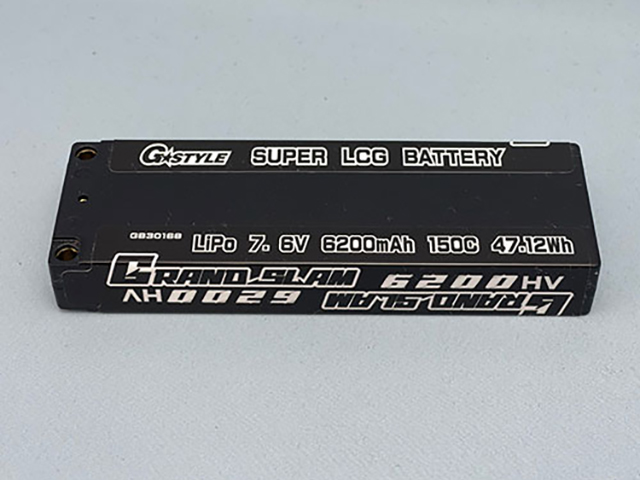 G★STYLE SUPER LCG BATTERY
GB30168 LiPo 7.6V 6200mAh 150C 47.12Wh
GRAND-SLAM 6200HV
GRAND-SLAM 6200HV